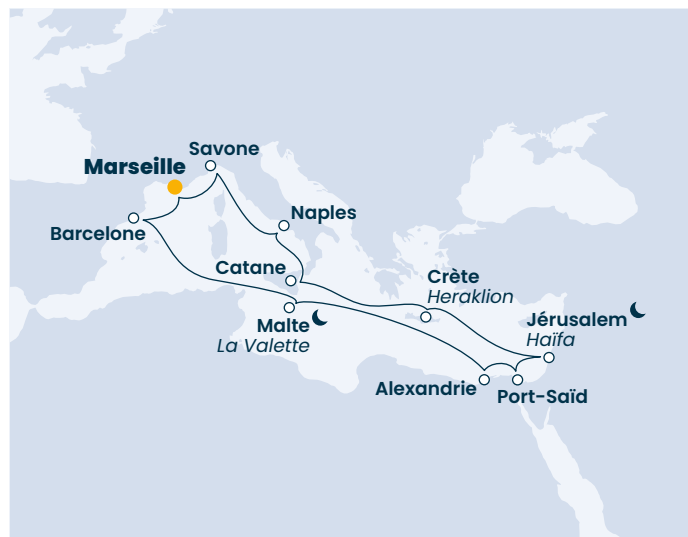 Savone
Marseille
Naples
Barcelone
Catane
Crète
Heraklion
Jérusalem
Haïfa
Malte
La Valette
Alexandrie
Port-Saïd